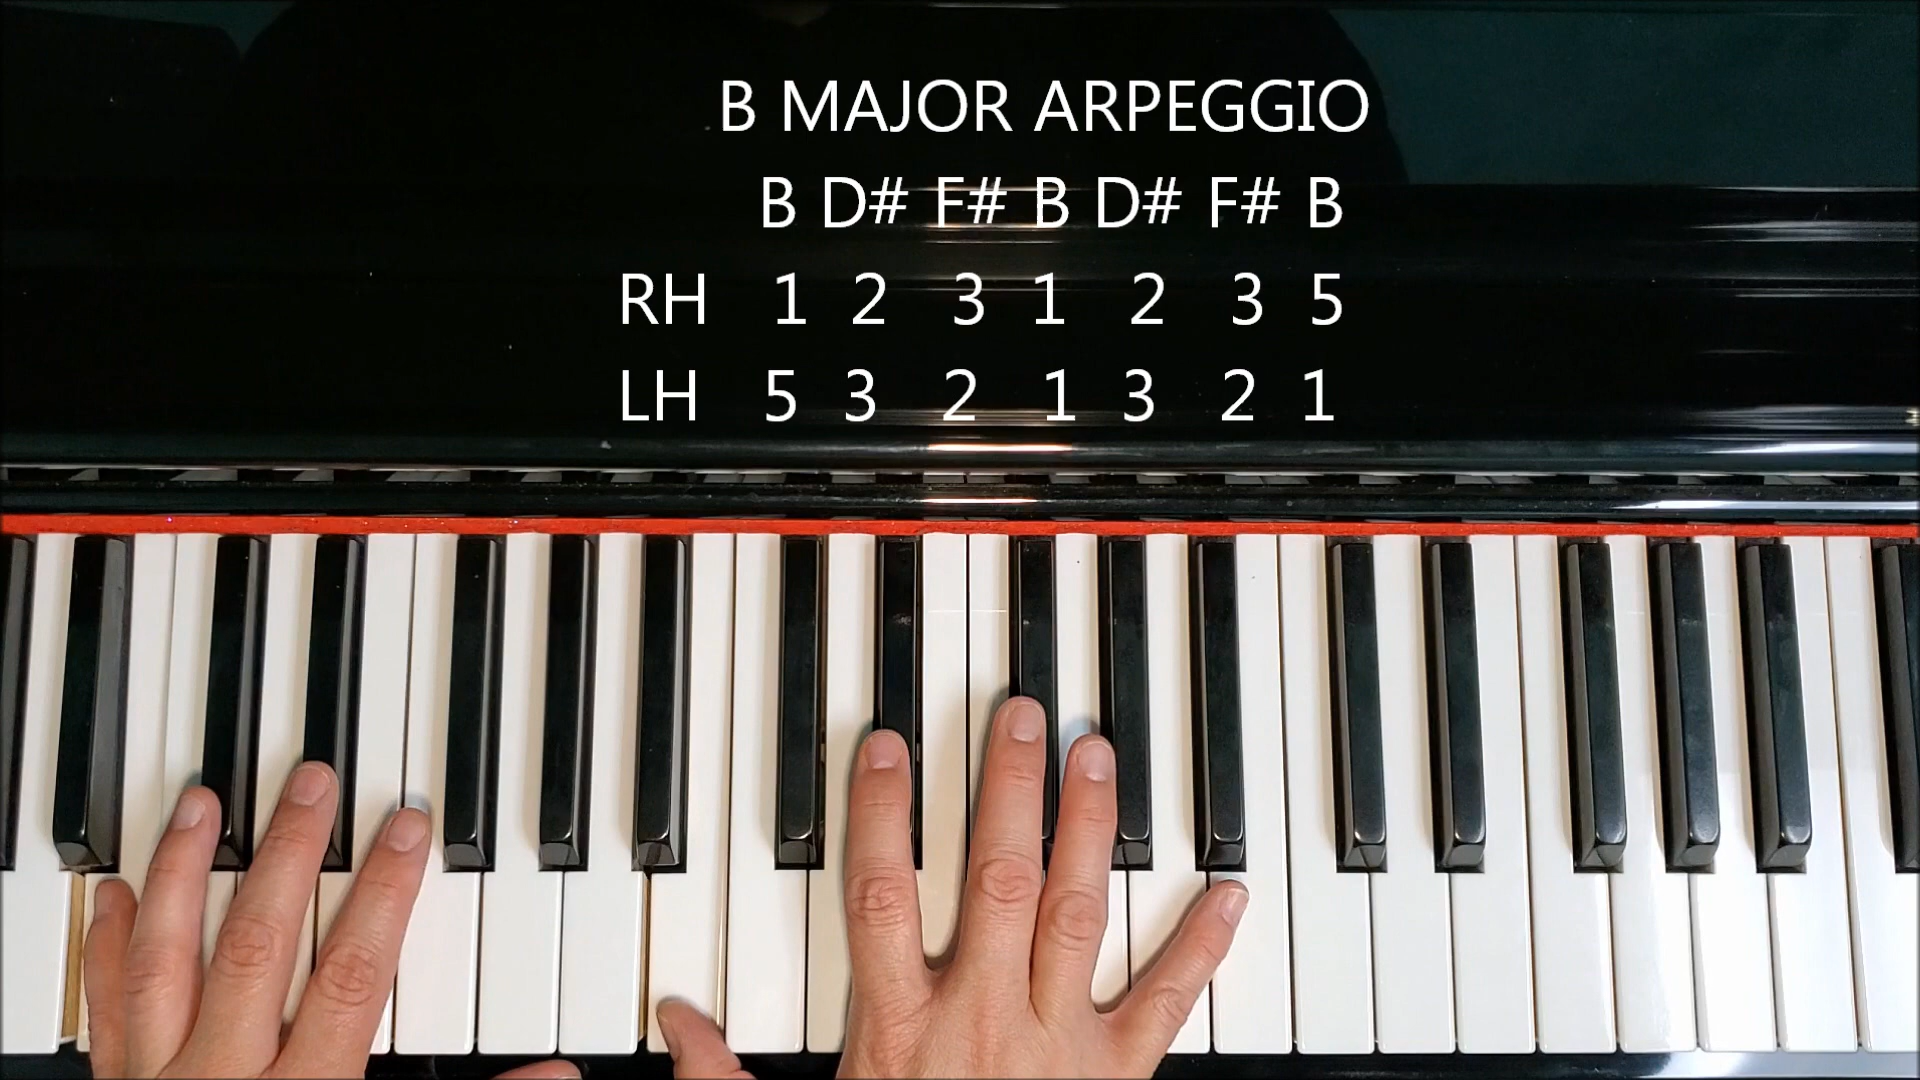 B MAJOR ARPEGGIO
B D# F# B D# F# B
RH 1 2 3 1 2 3 5
LH 5 3 2 1 3 2 1